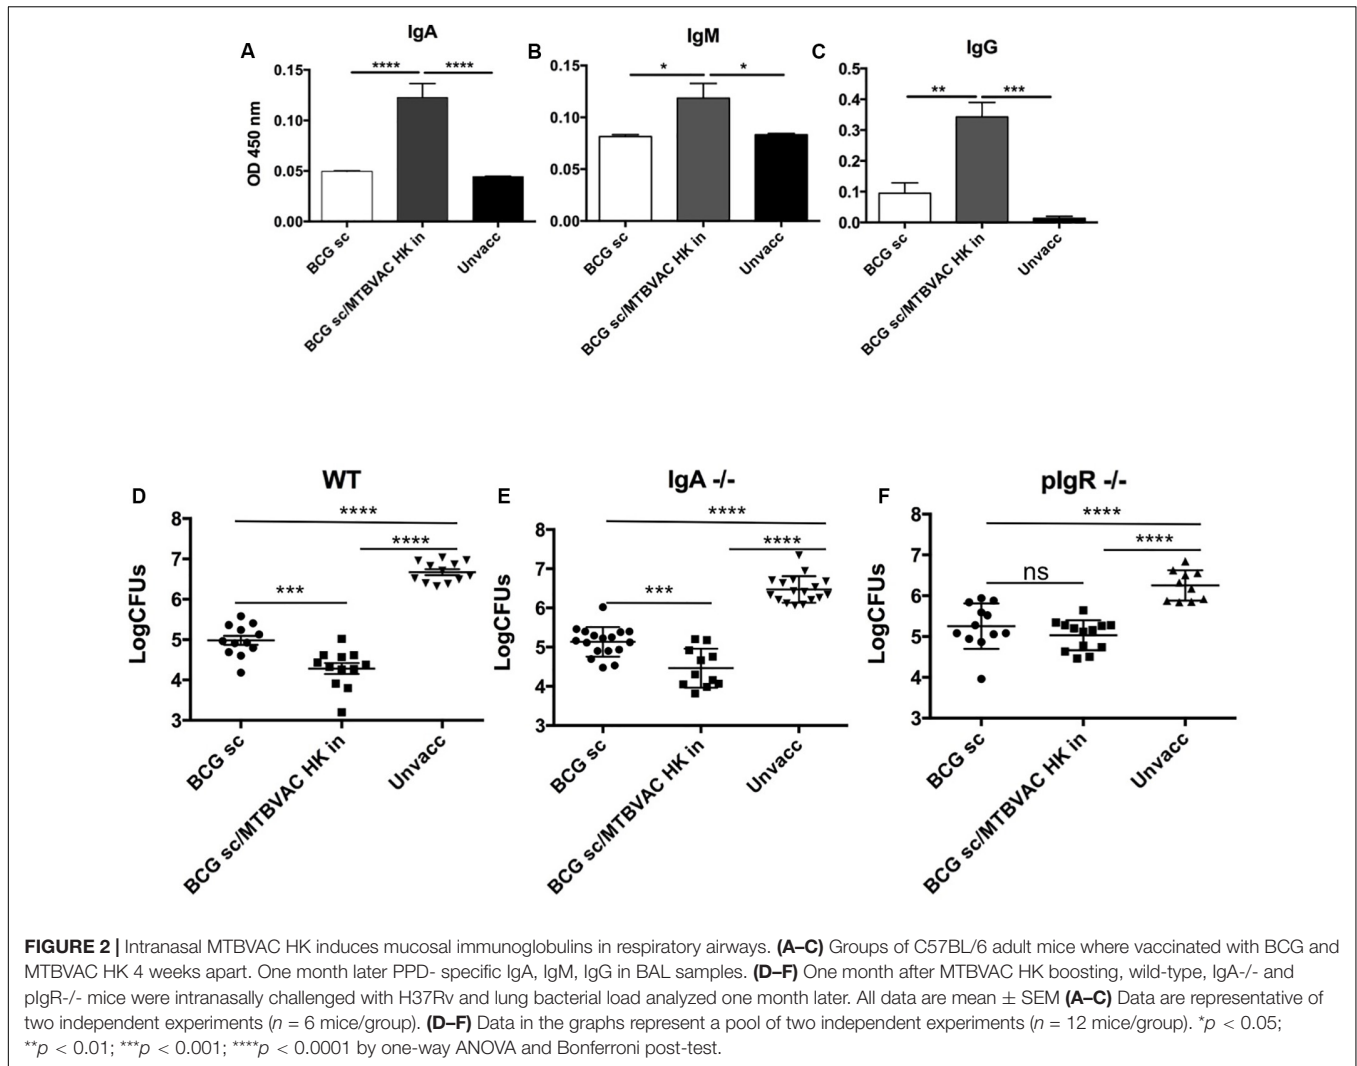 A
IgA
****
****
OD 450 nm
0.15
0.10
0.05
0.00
BCG sc
BCG sc/MTBVAC HK in
Unvacc
B
IgM
*
*
0.15
0.10
0.05
0.00
BCG sc
BCG sc/MTBVAC HK in
Unvacc
C
IgG
**
***
0.5
0.4
0.3
0.2
0.1
0.0
BCG sc
BCG sc/MTBVAC HK in
Unvacc
D
WT
****
****
***
LogCFUs
8
7
6
5
4
3
BCG sc
BCG sc/MTBVAC HK in
Unvacc
E
IgA -/-
****
****
***
LogCFUs
8
7
6
5
4
3
BCG sc
BCG sc/MTBVAC HK in
Unvacc
F
pIgR -/-
****
****
ns
LogCFUs
8
7
6
5
4
3
BCG sc
BCG sc/MTBVAC HK in
Unvacc
FIGURE 2 | Intranasal MTBVAC HK induces mucosal immunoglobulins in respiratory airways. (A–C) Groups of C57BL/6 adult mice where vaccinated with BCG and
MTBVAC HK 4 weeks apart. One month later PPD- specific IgA, IgM, IgG in BAL samples. (D–F) One month after MTBVAC HK boosting, wild-type, IgA-/- and
pIgR-/- mice were intranasally challenged with H37Rv and lung bacterial load analyzed one month later. All data are mean ± SEM (A–C) Data are representative of
two independent experiments (n = 6 mice/group). (D–F) Data in the graphs represent a pool of two independent experiments (n = 12 mice/group). *p < 0.05;
**p < 0.01; ***p < 0.001; ****p < 0.0001 by one-way ANOVA and Bonferroni post-test.